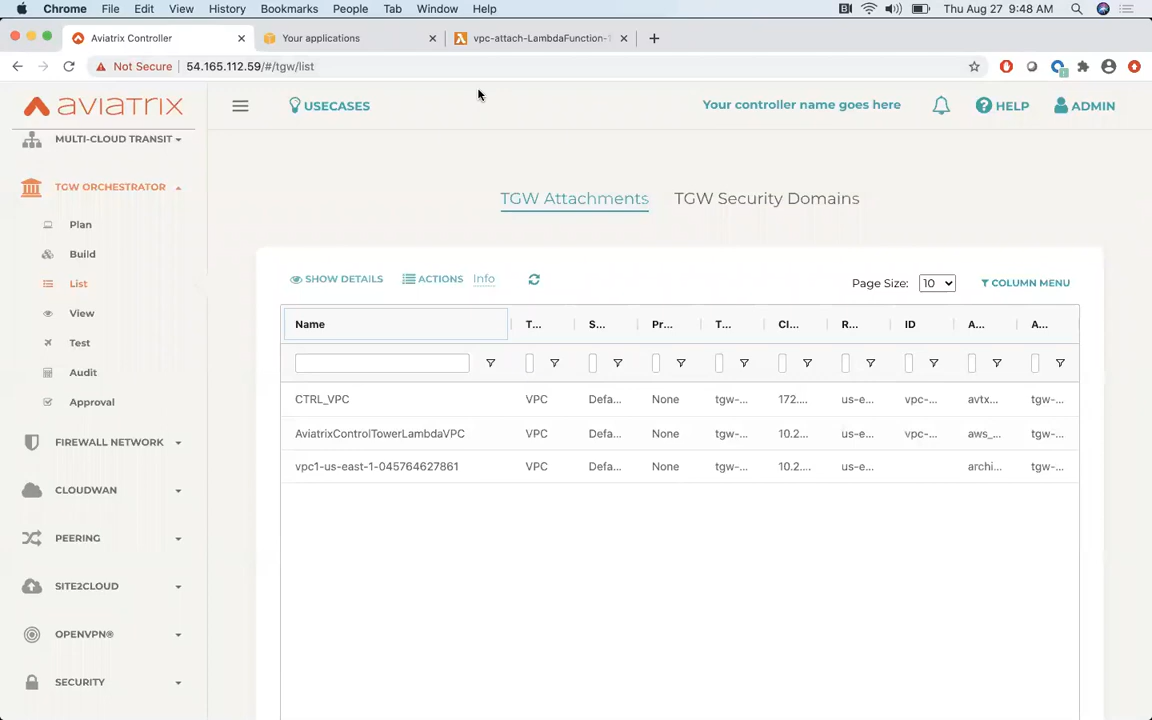 Chrome File Edit View History Bookmarks People Tab Window Help Thu Aug 27 9:48 AM
Aviatrix Controller Your applications vpc-attach-LambdaFunction-
Not Secure 54.165.112.59/#/tgw/list
AVIATRIX USECASES Your controller name goes here HELP ADMIN
MULTI-CLOUD TRANSIT
TGW ORCHESTRATOR
Plan
Build
List
View
Test
Audit
Approval
FIREWALL NETWORK
CLOUDWAN
PEERING
SITE2CLOUD
OPENVPN®
SECURITY
TGW Attachments TGW Security Domains
SHOW DETAILS ACTIONS Info Page Size: 10 COLUMN MENU
Name T... S... Pr... T... Cl... R... ID A... A...
CTRL_VPC VPC Defa... None tgw-... 172.... us-e... vpc-... avtx... tgw-...
AviatrixControlTowerLambdaVPC VPC Defa... None tgw-... 10.2.... us-e... vpc-... aws_... tgw-...
vpc1-us-east-1-045764627861 VPC Defa... None tgw-... 10.2.... us-e... archi... tgw-...